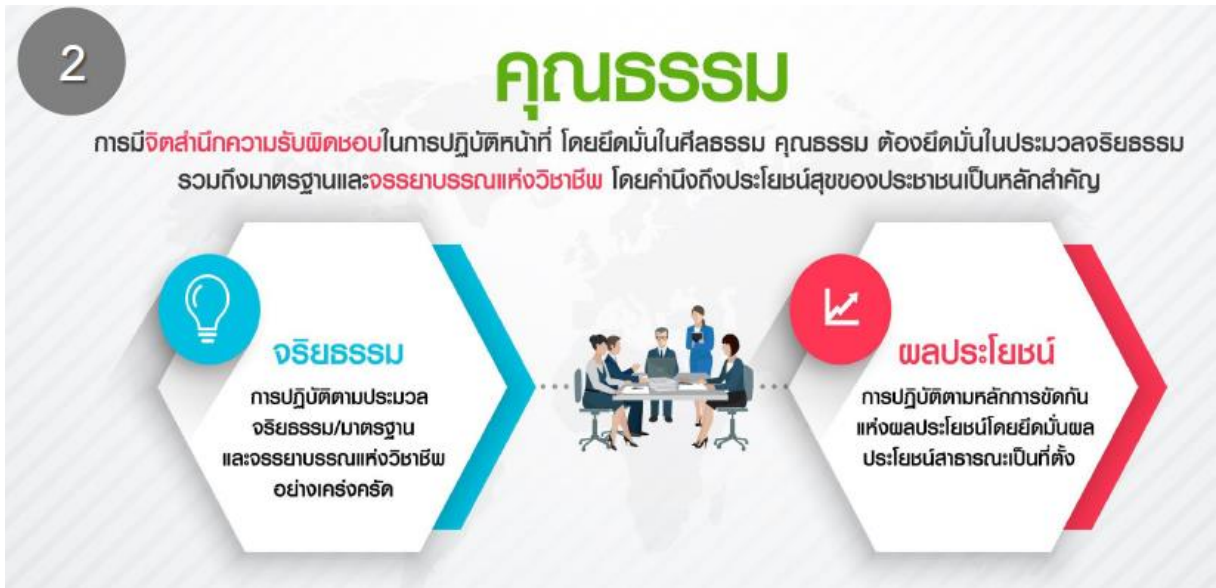 2
คุณธรรม
การมีจิตสำนึกความรับผิดชอบในการปฏิบัติหน้าที่ โดยยึดมั่นในศีลธรรม คุณธรรม ต้องยึดมั่นในประมวลจริยธรรม
รวมถึงมาตรฐานและจรรยาบรรณแห่งวิชาชีพ โดยคำนึงถึงประโยชน์สุขของประชาชนเป็นหลักสำคัญ
จริยธรรม
การปฏิบัติตามประมวล
จริยธรรม/มาตรฐาน
และจรรยาบรรณแห่งวิชาชีพ
อย่างเคร่งครัด
ผลประโยชน์
การปฏิบัติตามหลักการขัดกัน
แห่งผลประโยชน์โดยยึดมั่นผล
ประโยชน์สาธารณะเป็นที่ตั้ง